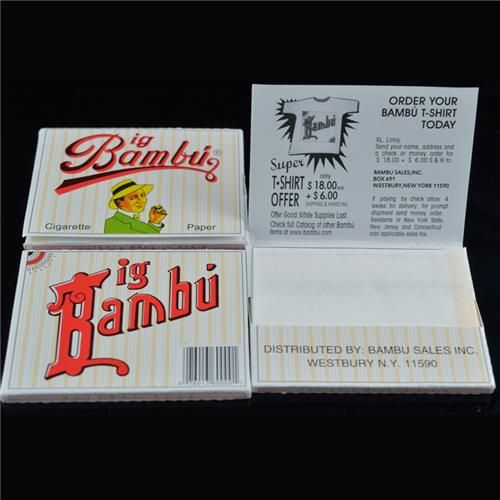 ig
Bambú®
Cigarette Paper
ig
Bambú
Bambú
Super
T-SHIRT
OFFER
only
$ 18.00 ea.
+ $ 6.00
SHIPPING & HANDLING
Offer Good While Supplies Last.
Check full Catalog of other Bambú
Items at www.bambu.com
ORDER YOUR
BAMBÚ T-SHIRT
TODAY
XL, Lonly.
Send your name, address and
a check or money order for
$ 18.00 + $ 6.00 S & H to:
BAMBU SALES,INC.
BOX 691
WESTBURY,NEW YORK 11590
If paying by check allow 4
weeks for delivery, for prompt
shipment send money order.
Residents of New York State,
New Jersey and Connecticut
add applicable sales tax.
DISTRIBUTED BY: BAMBU SALES INC.
WESTBURY N.Y. 11590